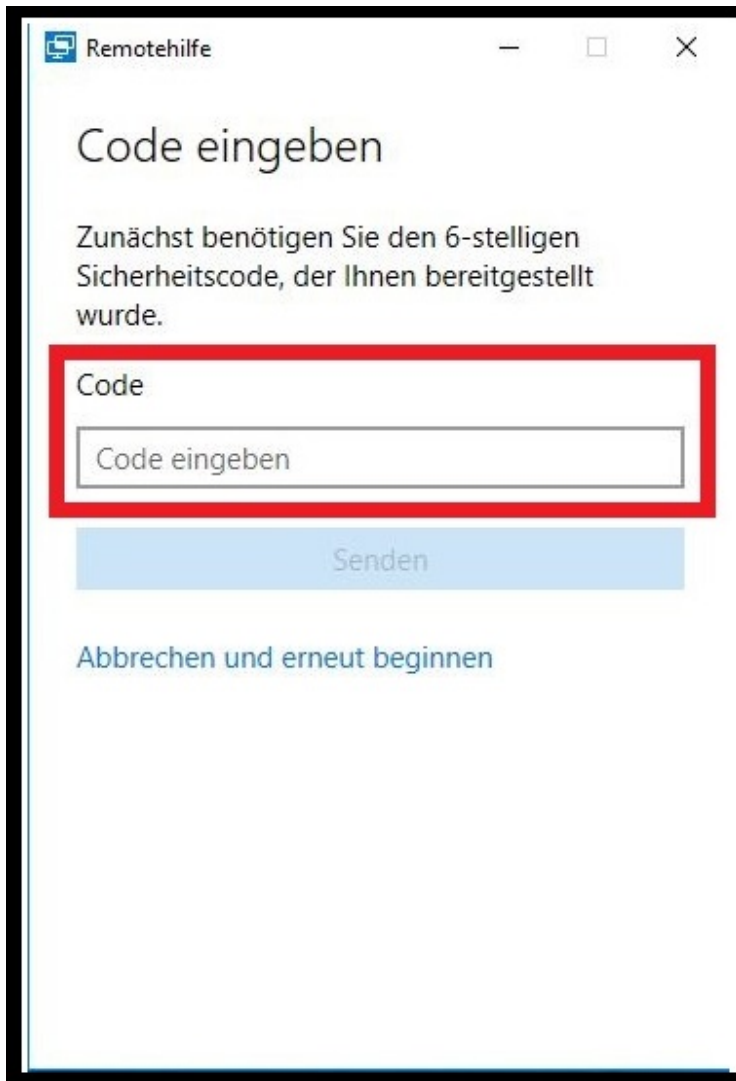 Remotehilfe
Code eingeben
Zunächst benötigen Sie den 6-stelligen
Sicherheitscode, der Ihnen bereitgestellt
wurde.
Code
Code eingeben
Senden
Abbrechen und erneut beginnen